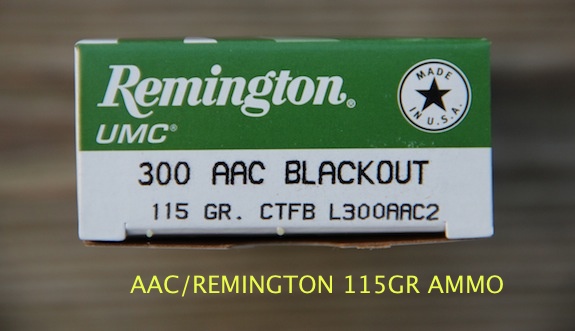 Remington®
UMC®
MADE
IN U.S.A.
300 AAC BLACKOUT
115 GR. CTFB L300AAC2
AAC/REMINGTON 115GR AMMO